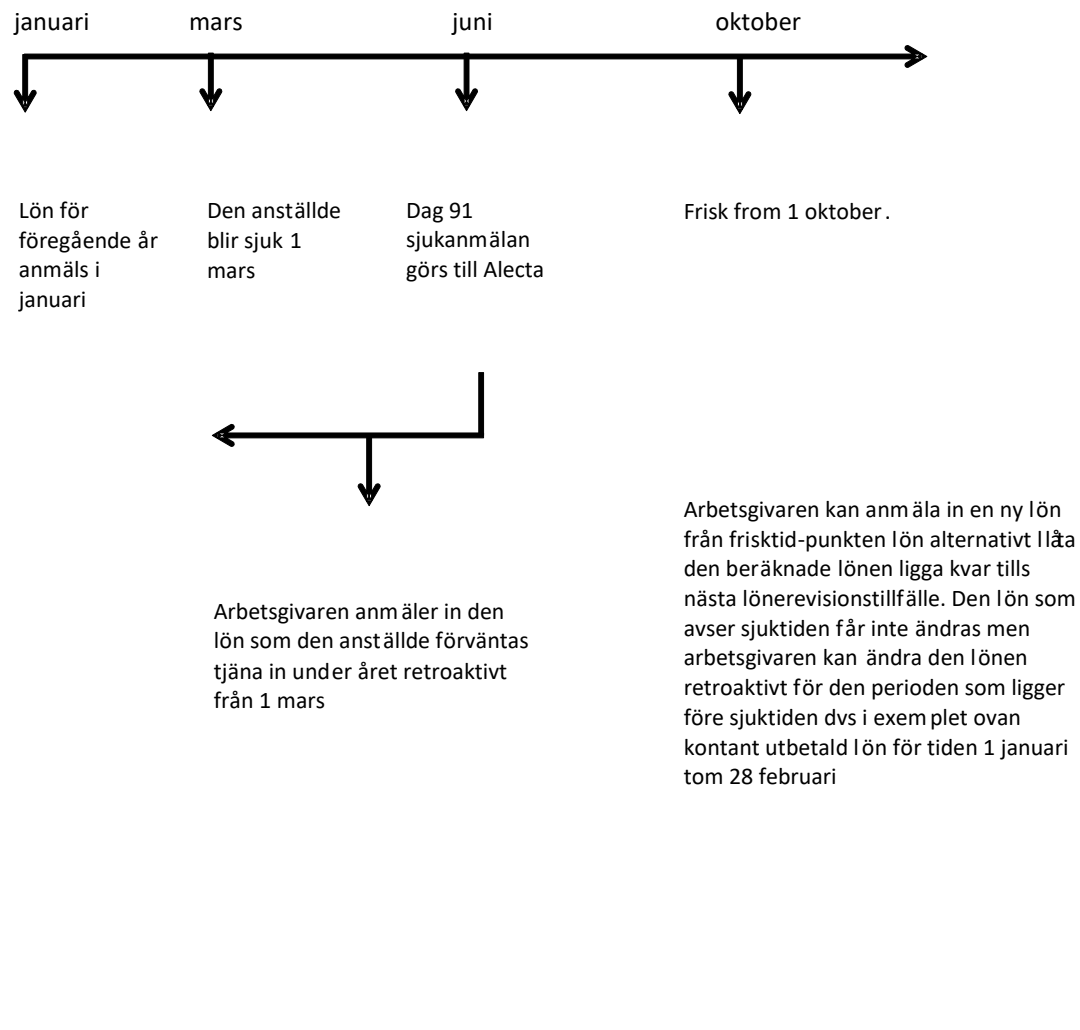 januari mars juni oktober
Lön för
föregående år
anmäls i
januari
Den anställde
blir sjuk 1
mars
Dag 91
sjukanmälan
görs till Alecta
Frisk from 1 oktober.
Arbetsgivaren anmäler in den
lön som den anställde förväntas
tjäna in under året retroaktivt
från 1 mars
Arbetsgivaren kan anmäla in en ny lön
från frisktid-punkten lön alternativt llåta
den beräknade lönen ligga kvar tills
nästa lönerevisionstillfälle. Den lön som
avser sjuktiden får inte ändras men
arbetsgivaren kan ändra den lönen
retroaktivt för den perioden som ligger
före sjuktiden dvs i exemplet ovan
kontant utbetald lön för tiden 1 januari
tom 28 februari